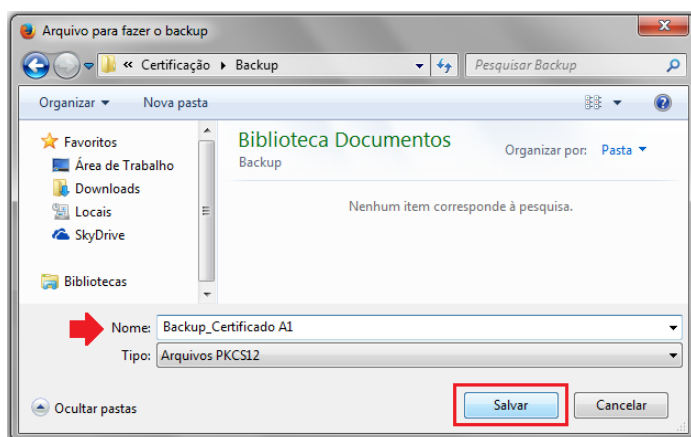 Arquivo para fazer o backup
« Certificação ▸ Backup
Pesquisar Backup
Organizar
Nova pasta
Favoritos
Área de Trabalho
Downloads
Locais
SkyDrive
Bibliotecas
Biblioteca Documentos
Backup
Organizar por: Pasta
Nenhum item corresponde à pesquisa.
Nome: Backup_Certificado A1
Tipo: Arquivos PKCS12
Ocultar pastas
Salvar
Cancelar